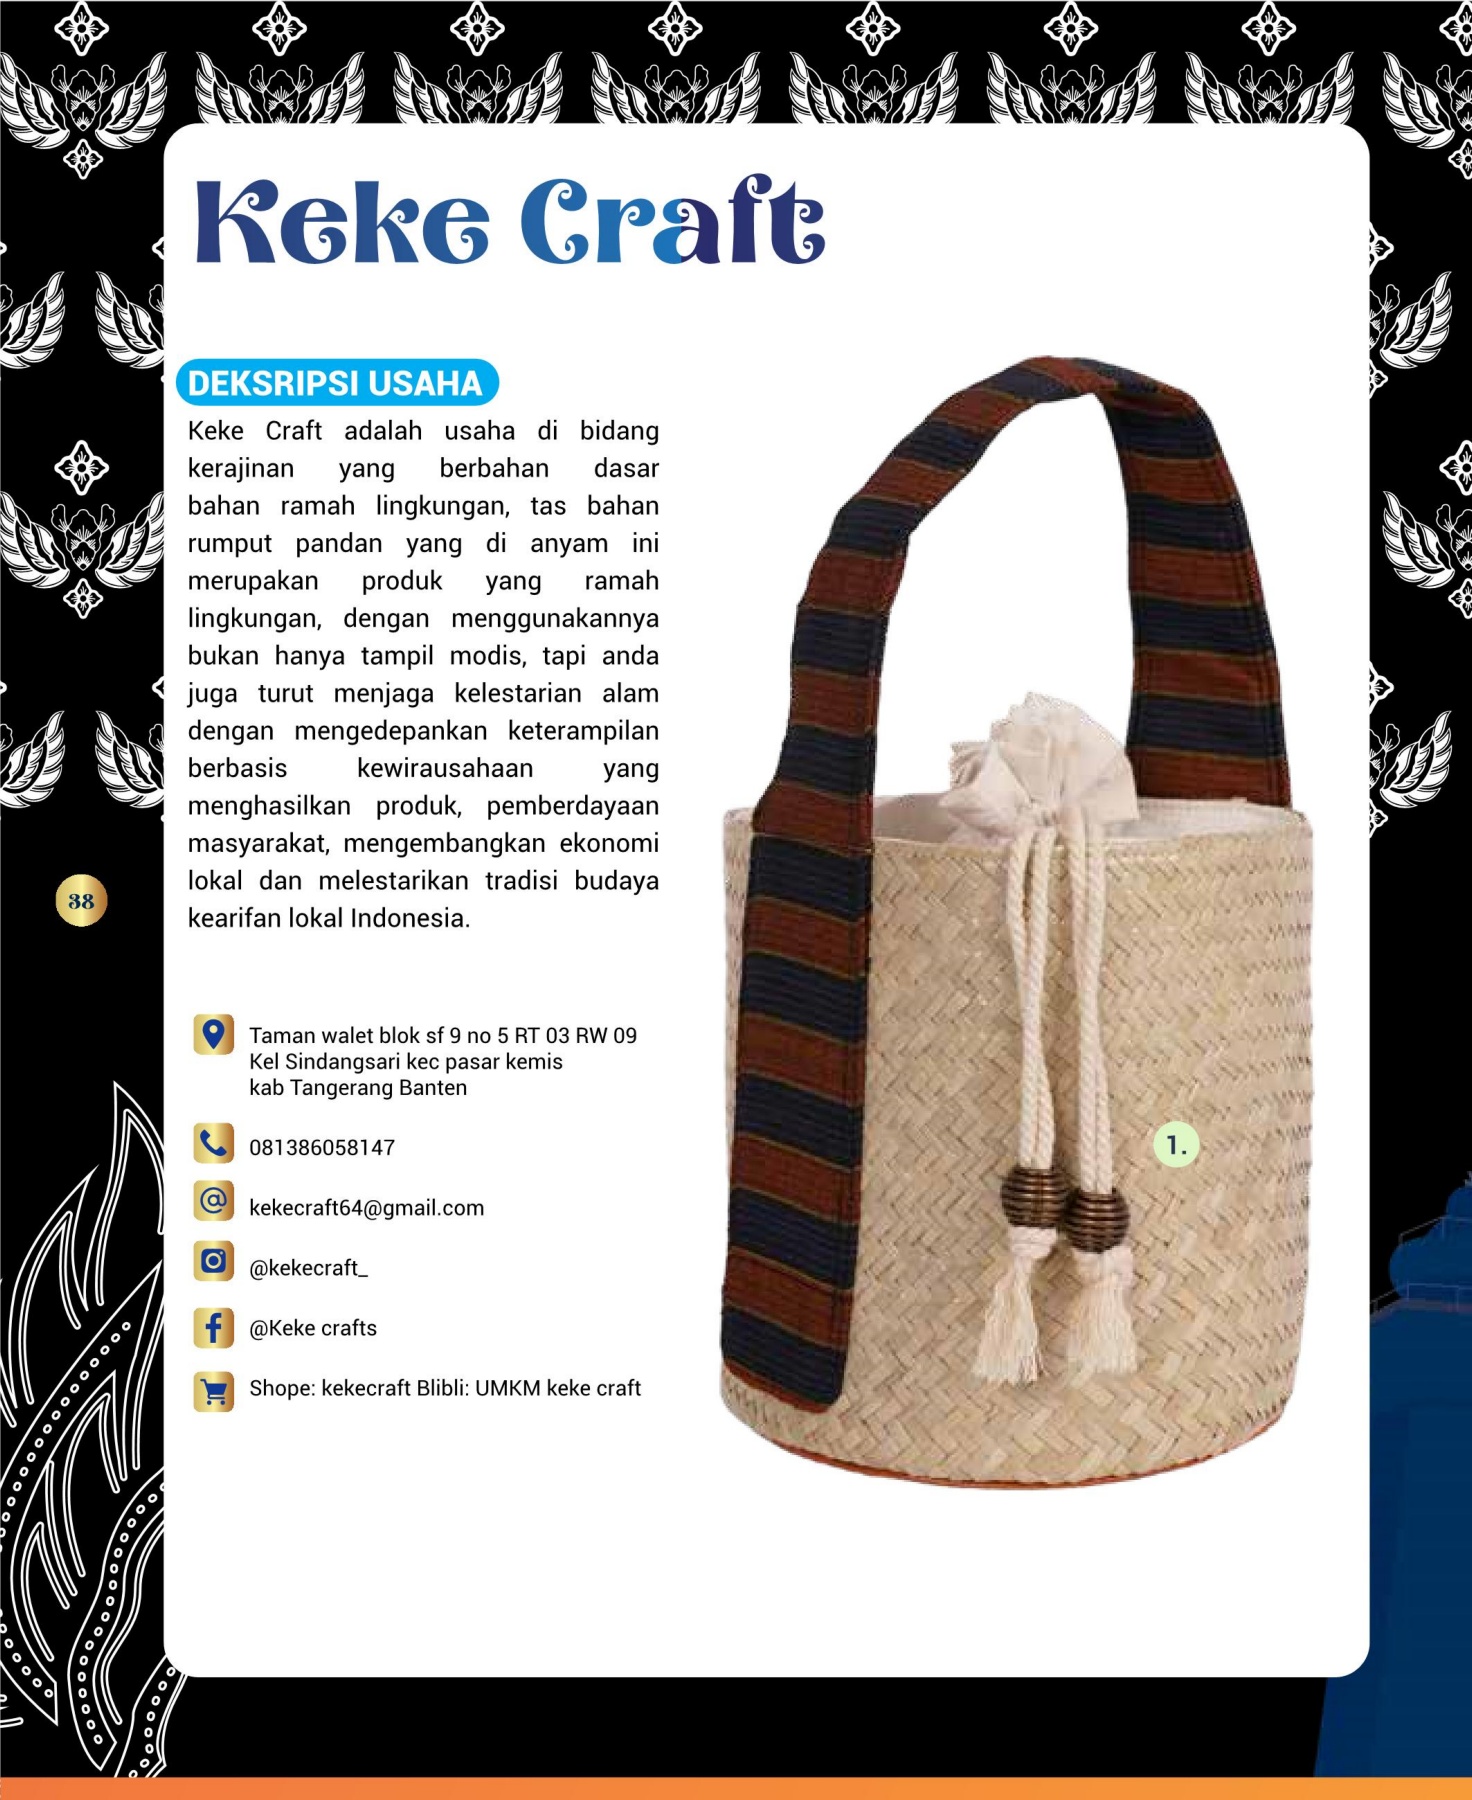 Keke Craft
DEKSRIPSI USAHA
Keke Craft adalah usaha di bidang
kerajinan yang berbahan dasar
bahan ramah lingkungan, tas bahan
rumput pandan yang di anyam ini
merupakan produk yang ramah
lingkungan, dengan menggunakannya
bukan hanya tampil modis, tapi anda
juga turut menjaga kelestarian alam
dengan mengedepankan keterampilan
berbasis kewirausahaan yang
menghasilkan produk, pemberdayaan
masyarakat, mengembangkan ekonomi
lokal dan melestarikan tradisi budaya
kearifan lokal Indonesia.
38
Taman walet blok sf 9 no 5 RT 03 RW 09
Kel Sindangsari kec pasar kemis
kab Tangerang Banten
081386058147
kekecraft64@gmail.com
@kekecraft_
@Keke crafts
Shope: kekecraft Blibli: UMKM keke craft
1.